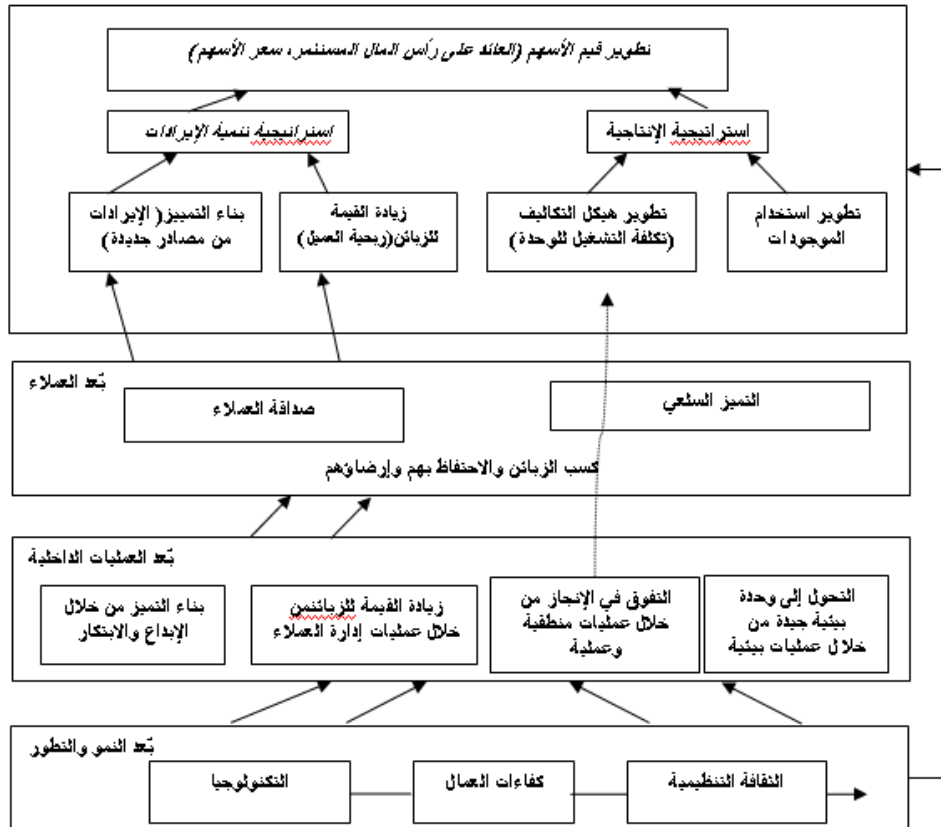 تطوير قيم الأسهم (العائد على رأس المال المستثمر، سعر الأسهم)
استراتيجية الإنتاجية
استراتيجية تنمية الإيرادات
تطوير استخدام
الموجودات
تطوير هيكل التكاليف
(تكلفة التشغيل للوحدة)
زيادة القيمة
للزبائن(ربحية العميل)
بناء التمييز( الإيرادات
من مصادر جديدة)
بُعد العملاء
التميز السلعي
صداقة العملاء
كسب الزبائن والاحتفاظ بهم وإرضاؤهم
بُعد العمليات الداخلية
التحول إلى وحدة
بيئية جيدة من
خلال عمليات بيئية
التفوق في الإنجاز من
خلال عمليات منطقية
وعملية
زيادة القيمة للزبائنمن
خلال عمليات إدارة العملاء
بناء التميز من خلال
الإبداع والابتكار
بُعد النمو والتطور
الثقافة التنظيمية
كفاءات العمال
التكنولوجيا